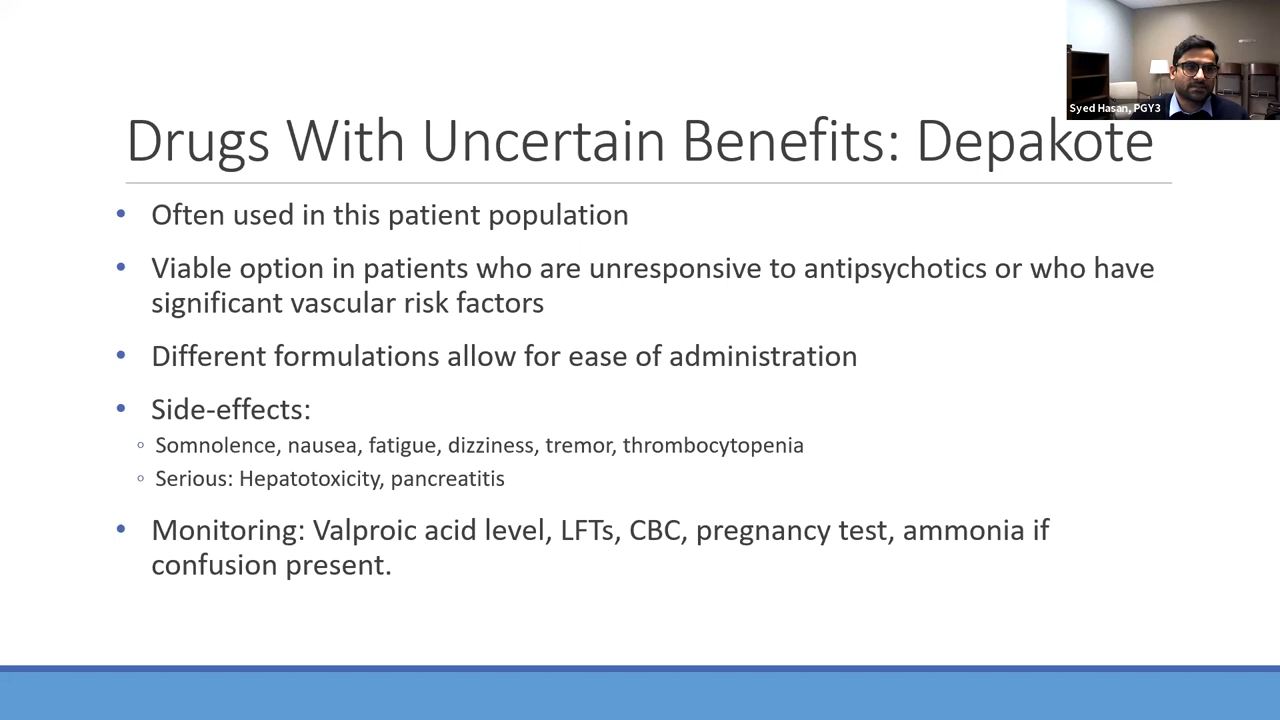 Syed Hasan, PGY3
Drugs With Uncertain Benefits: Depakote
• Often used in this patient population
• Viable option in patients who are unresponsive to antipsychotics or who have
significant vascular risk factors
• Different formulations allow for ease of administration
• Side-effects:
◦ Somnolence, nausea, fatigue, dizziness, tremor, thrombocytopenia
◦ Serious: Hepatotoxicity, pancreatitis
• Monitoring: Valproic acid level, LFTs, CBC, pregnancy test, ammonia if
confusion present.